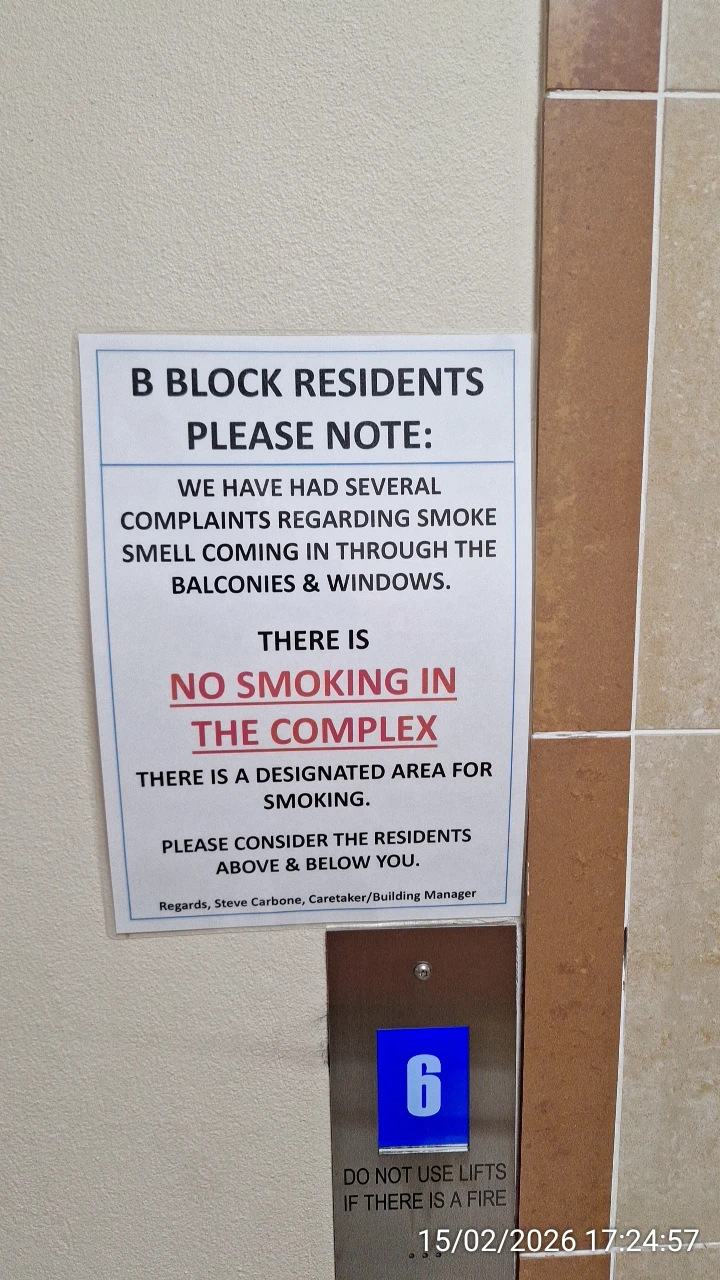 B BLOCK RESIDENTS
PLEASE NOTE:
WE HAVE HAD SEVERAL
COMPLAINTS REGARDING SMOKE
SMELL COMING IN THROUGH THE
BALCONIES & WINDOWS.
THERE IS
NO SMOKING IN
THE COMPLEX
THERE IS A DESIGNATED AREA FOR
SMOKING.
PLEASE CONSIDER THE RESIDENTS
ABOVE & BELOW YOU.
Regards, Steve Carbone, Caretaker/Building Manager
6
DO NOT USE LIFTS
IF THERE IS A FIRE
15/02/2026 17:24:57